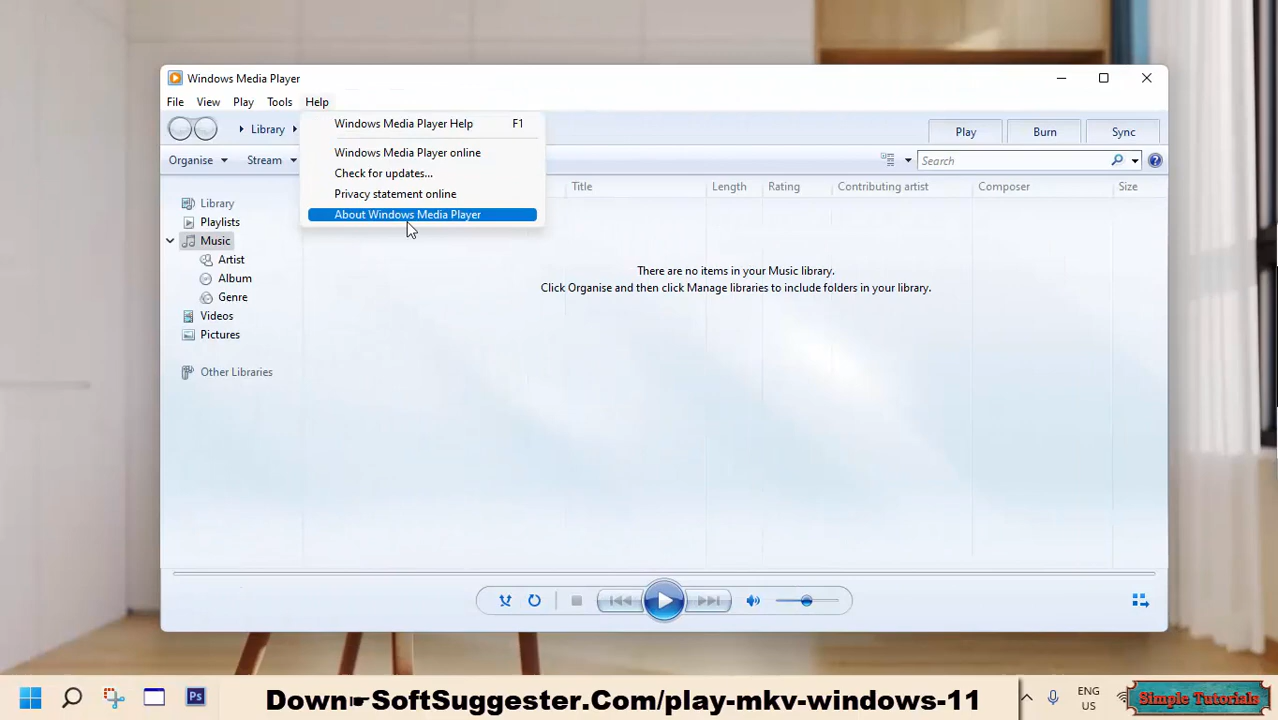 Windows Media Player
File View Play Tools Help
Windows Media Player Help F1
Windows Media Player online
Check for updates...
Privacy statement online
About Windows Media Player
Library
Play Burn Sync
Organise Stream
Search
Title Length Rating Contributing artist Composer Size
Library
Playlists
Music
Artist
Album
Genre
Videos
Pictures
Other Libraries
There are no items in your Music library.
Click Organise and then click Manage libraries to include folders in your library.
Ps
Down☛SoftSuggester.Com/play-mkv-windows-11
ENG
US
Simple Tutorials